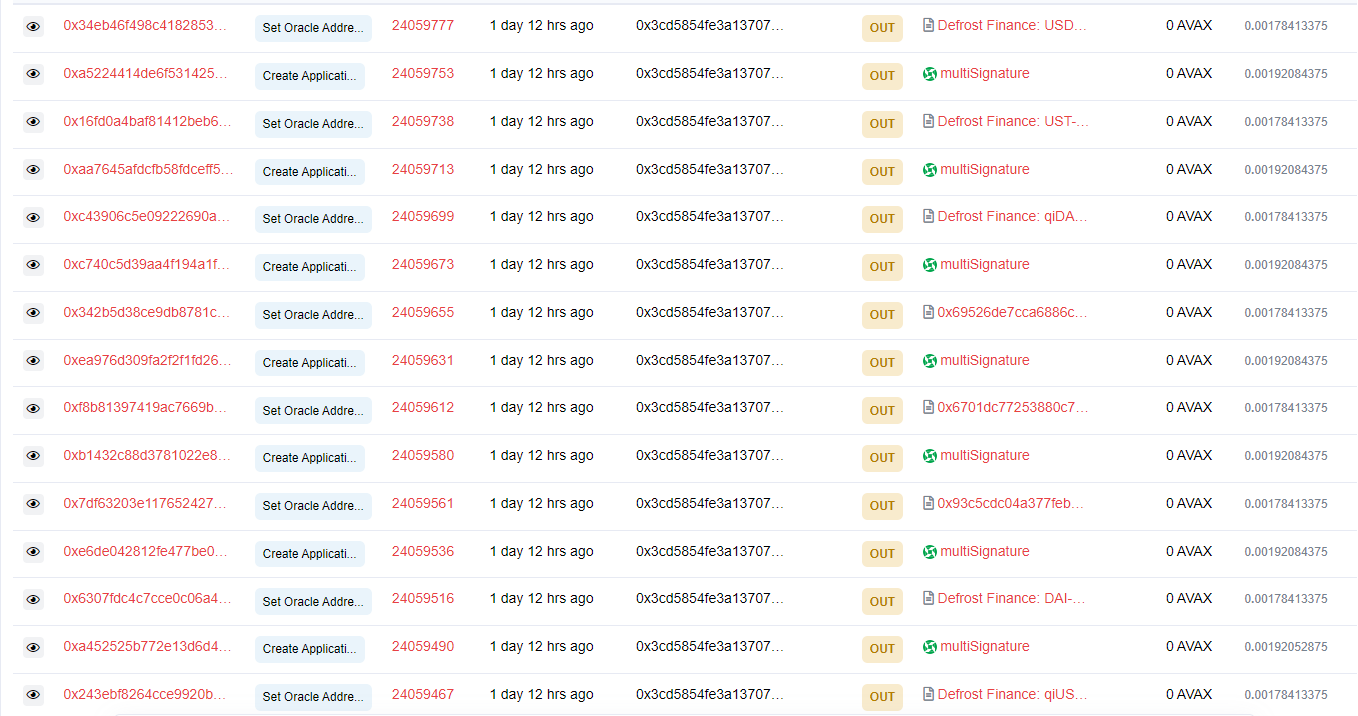 0x34eb46f498c4182853... Set Oracle Addre... 24059777 1 day 12 hrs ago 0x3cd5854fe3a13707... OUT Defrost Finance: USD... 0 AVAX 0.00178413375
0xa5224414de6f531425... Create Applicati... 24059753 1 day 12 hrs ago 0x3cd5854fe3a13707... OUT multiSignature 0 AVAX 0.00192084375
0x16fd0a4baf81412beb6... Set Oracle Addre... 24059738 1 day 12 hrs ago 0x3cd5854fe3a13707... OUT Defrost Finance: UST-... 0 AVAX 0.00178413375
0xaa7645afdcfb58fdceff5... Create Applicati... 24059713 1 day 12 hrs ago 0x3cd5854fe3a13707... OUT multiSignature 0 AVAX 0.00192084375
0xc43906c5e09222690a... Set Oracle Addre... 24059699 1 day 12 hrs ago 0x3cd5854fe3a13707... OUT Defrost Finance: qiDA... 0 AVAX 0.00178413375
0xc740c5d39aa4f194a1f... Create Applicati... 24059673 1 day 12 hrs ago 0x3cd5854fe3a13707... OUT multiSignature 0 AVAX 0.00192084375
0x342b5d38ce9db8781c... Set Oracle Addre... 24059655 1 day 12 hrs ago 0x3cd5854fe3a13707... OUT 0x69526de7cca6886c... 0 AVAX 0.00178413375
0xea976d309fa2f2f1fd26... Create Applicati... 24059631 1 day 12 hrs ago 0x3cd5854fe3a13707... OUT multiSignature 0 AVAX 0.00192084375
0xf8b81397419ac7669b... Set Oracle Addre... 24059612 1 day 12 hrs ago 0x3cd5854fe3a13707... OUT 0x6701dc77253880c7... 0 AVAX 0.00178413375
0xb1432c88d3781022e8... Create Applicati... 24059580 1 day 12 hrs ago 0x3cd5854fe3a13707... OUT multiSignature 0 AVAX 0.00192084375
0x7df63203e117652427... Set Oracle Addre... 24059561 1 day 12 hrs ago 0x3cd5854fe3a13707... OUT 0x93c5cdc04a377feb... 0 AVAX 0.00178413375
0xe6de042812fe477be0... Create Applicati... 24059536 1 day 12 hrs ago 0x3cd5854fe3a13707... OUT multiSignature 0 AVAX 0.00192084375
0x6307fdc4c7cce0c06a4... Set Oracle Addre... 24059516 1 day 12 hrs ago 0x3cd5854fe3a13707... OUT Defrost Finance: DAI-... 0 AVAX 0.00178413375
0xa452525b772e13d6d4... Create Applicati... 24059490 1 day 12 hrs ago 0x3cd5854fe3a13707... OUT multiSignature 0 AVAX 0.00192052875
0x243ebf8264cce9920b... Set Oracle Addre... 24059467 1 day 12 hrs ago 0x3cd5854fe3a13707... OUT Defrost Finance: qiUS... 0 AVAX 0.00178413375